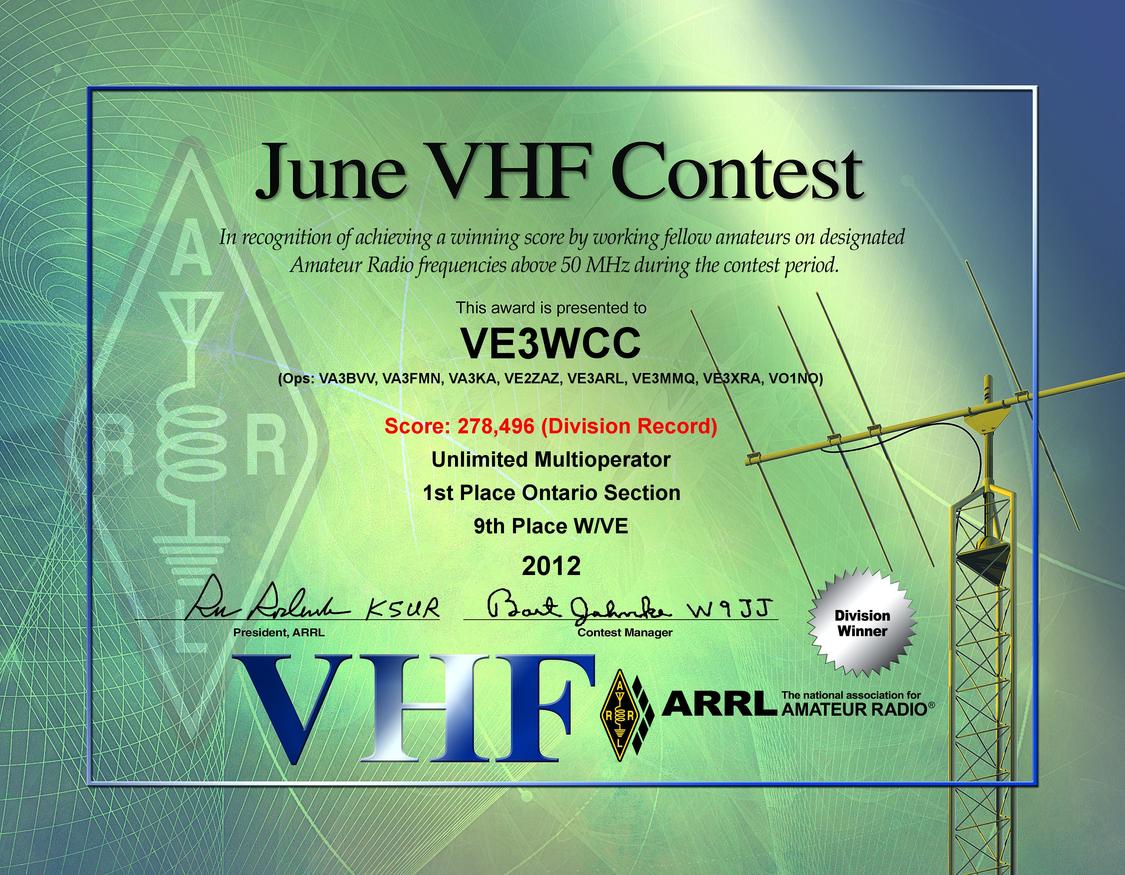 June VHF Contest
In recognition of achieving a winning score by working fellow amateurs on designated
Amateur Radio frequencies above 50 MHz during the contest period.
This award is presented to
VE3WCC
(Ops: VA3BVV, VA3FMN, VA3KA, VE2ZAZ, VE3ARL, VE3MMQ, VE3XRA, VO1NO)
Score: 278,496 (Division Record)
Unlimited Multioperator
1st Place Ontario Section
9th Place W/VE
2012
K5UR
Bart Jahnke W9JJ
President, ARRL
Contest Manager
Division
Winner
VHF
A
R R
L
ARRL
The national association for
AMATEUR RADIO®
A
R R
L